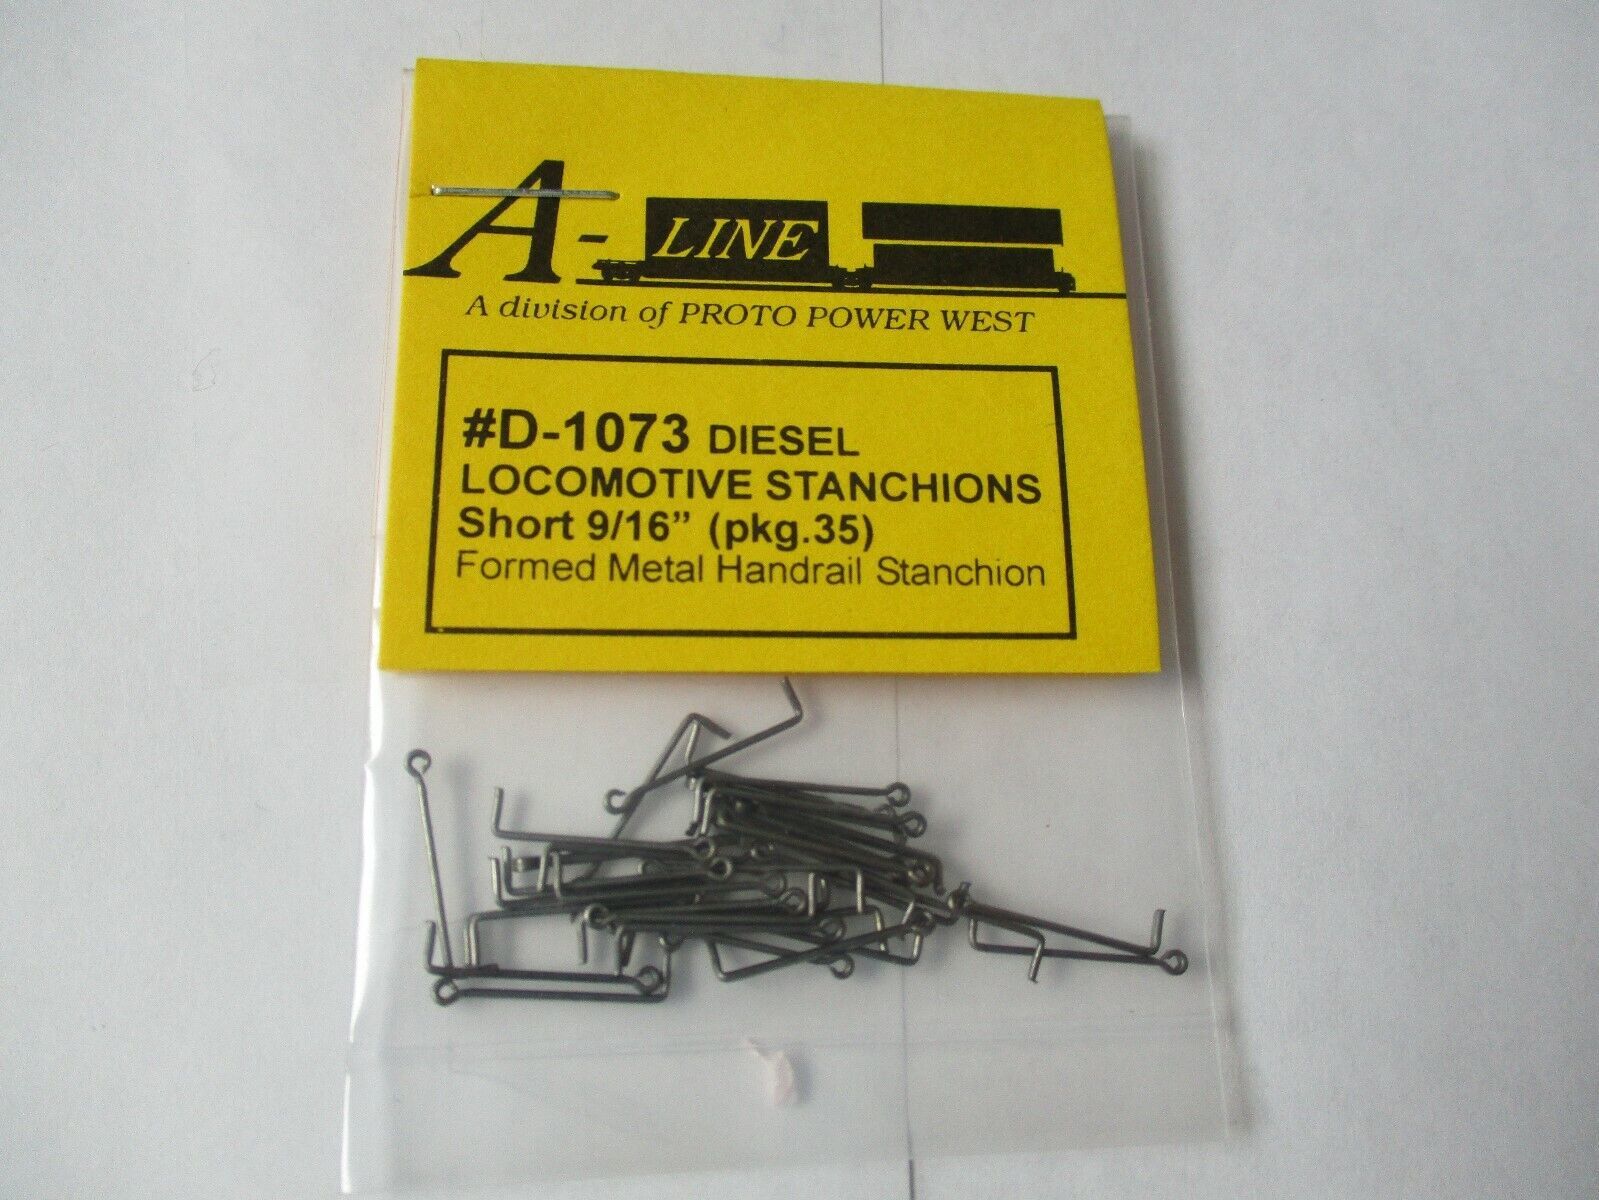 A-LINE
A division of PROTO POWER WEST
#D-1073 DIESEL
LOCOMOTIVE STANCHIONS
Short 9/16” (pkg.35)
Formed Metal Handrail Stanchion